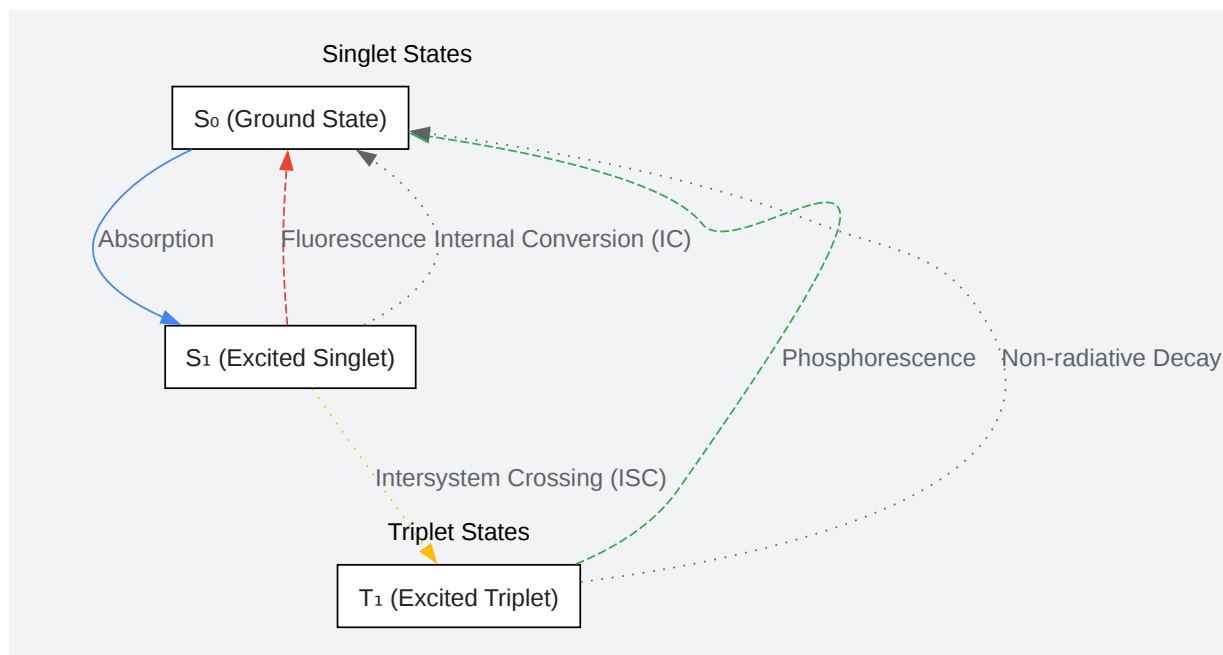 Singlet States
S₀ (Ground State)
Absorption
Fluorescence
Internal Conversion (IC)
S₁ (Excited Singlet)
Phosphorescence
Non-radiative Decay
Intersystem Crossing (ISC)
Triplet States
T₁ (Excited Triplet)